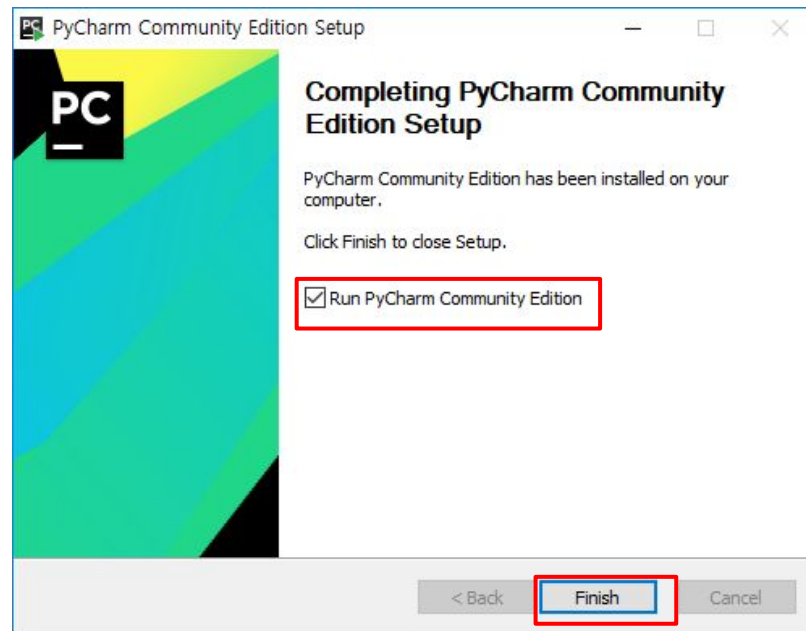 PyCharm Community Edition Setup
PC
Completing PyCharm Community
Edition Setup
PyCharm Community Edition has been installed on your
computer.
Click Finish to close Setup.
Run PyCharm Community Edition
< Back
Finish
Cancel